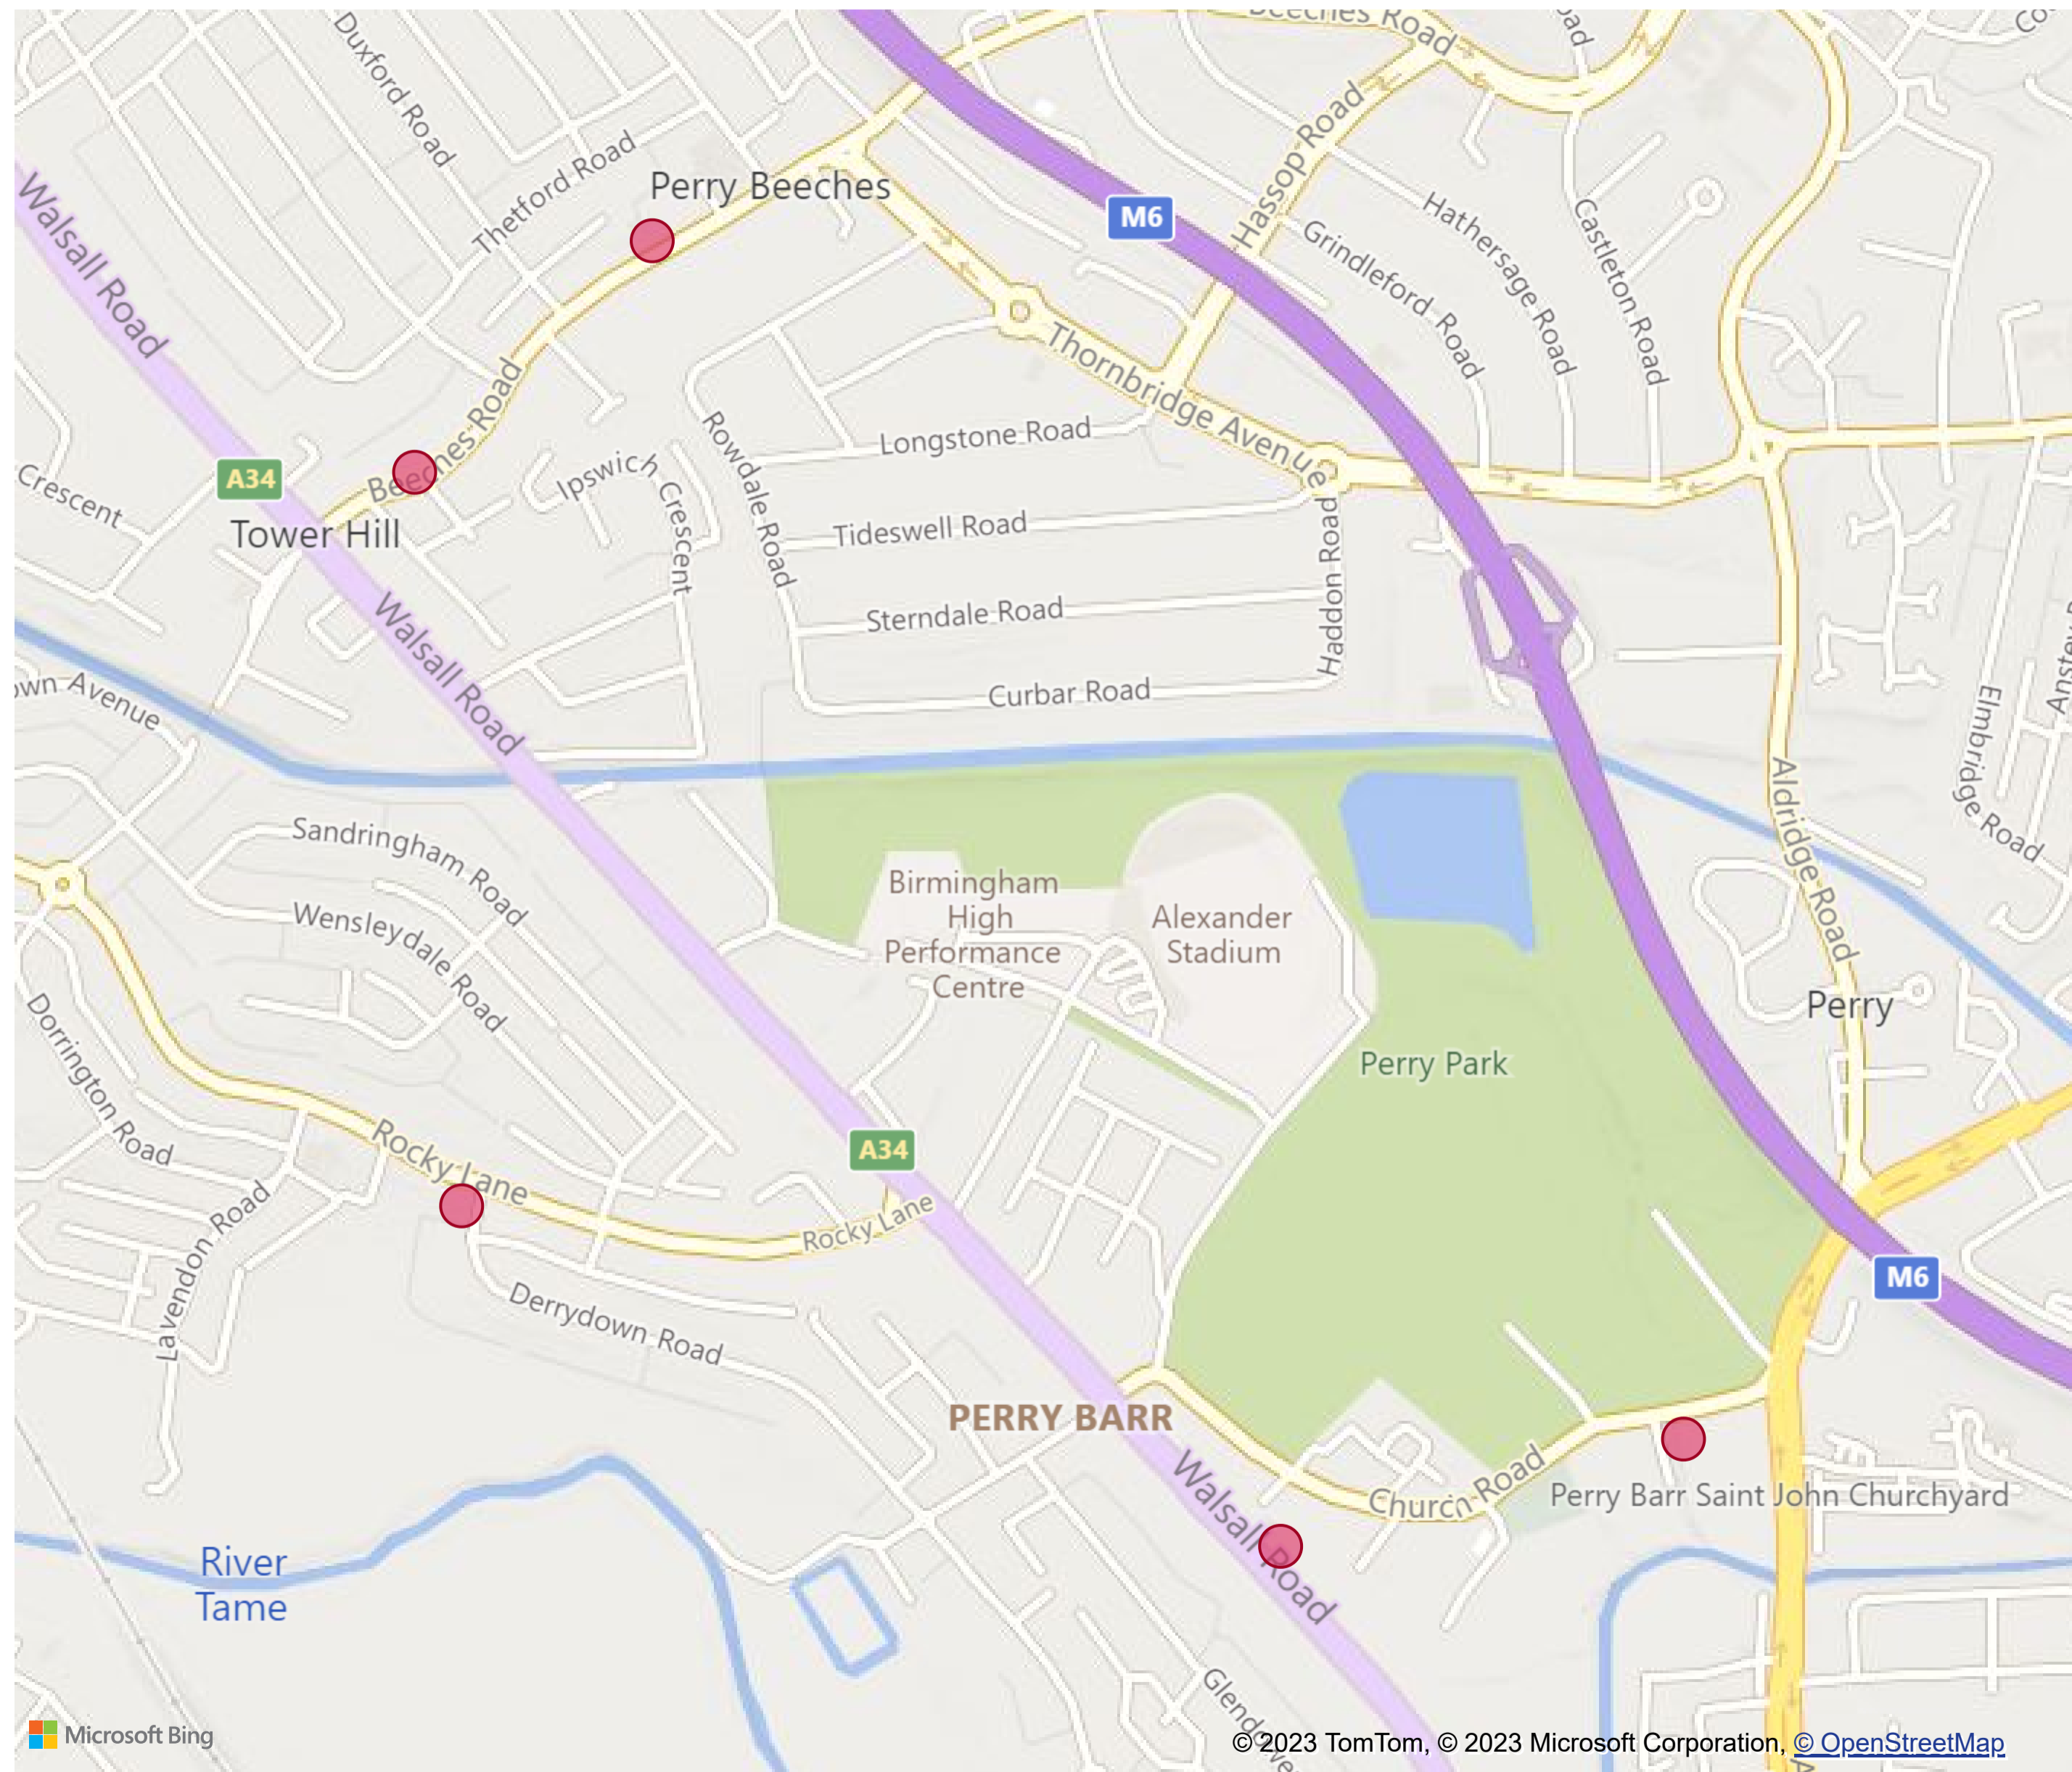 Beeches Road
Duxford Road
Thetford Road
Perry Beeches
Walsall Road
M6
Hassop Road
Hathersage Road
Grindleford Road
Castleton Road
Thornbridge Avenue
Beeches Road
A34
Tower Hill
Crescent
Ipswich Crescent
Rowdale Road
Longstone Road
Tideswell Road
Sterndale Road
Haddon Road
Curbar Road
Walsall Road
Avenue
Elmbridge Road
Aldridge Road
Sandringham Road
Wensleydale Road
Birmingham
High
Performance
Centre
Alexander
Stadium
Perry
Perry Park
Dorrington Road
Rocky Lane
A34
Rocky Lane
Lavendon Road
Derrydown Road
M6
PERRY BARR
Walsall Road
Church Road
Perry Barr Saint John Churchyard
River
Tame
Microsoft Bing
© 2023 TomTom, © 2023 Microsoft Corporation, © OpenStreetMap